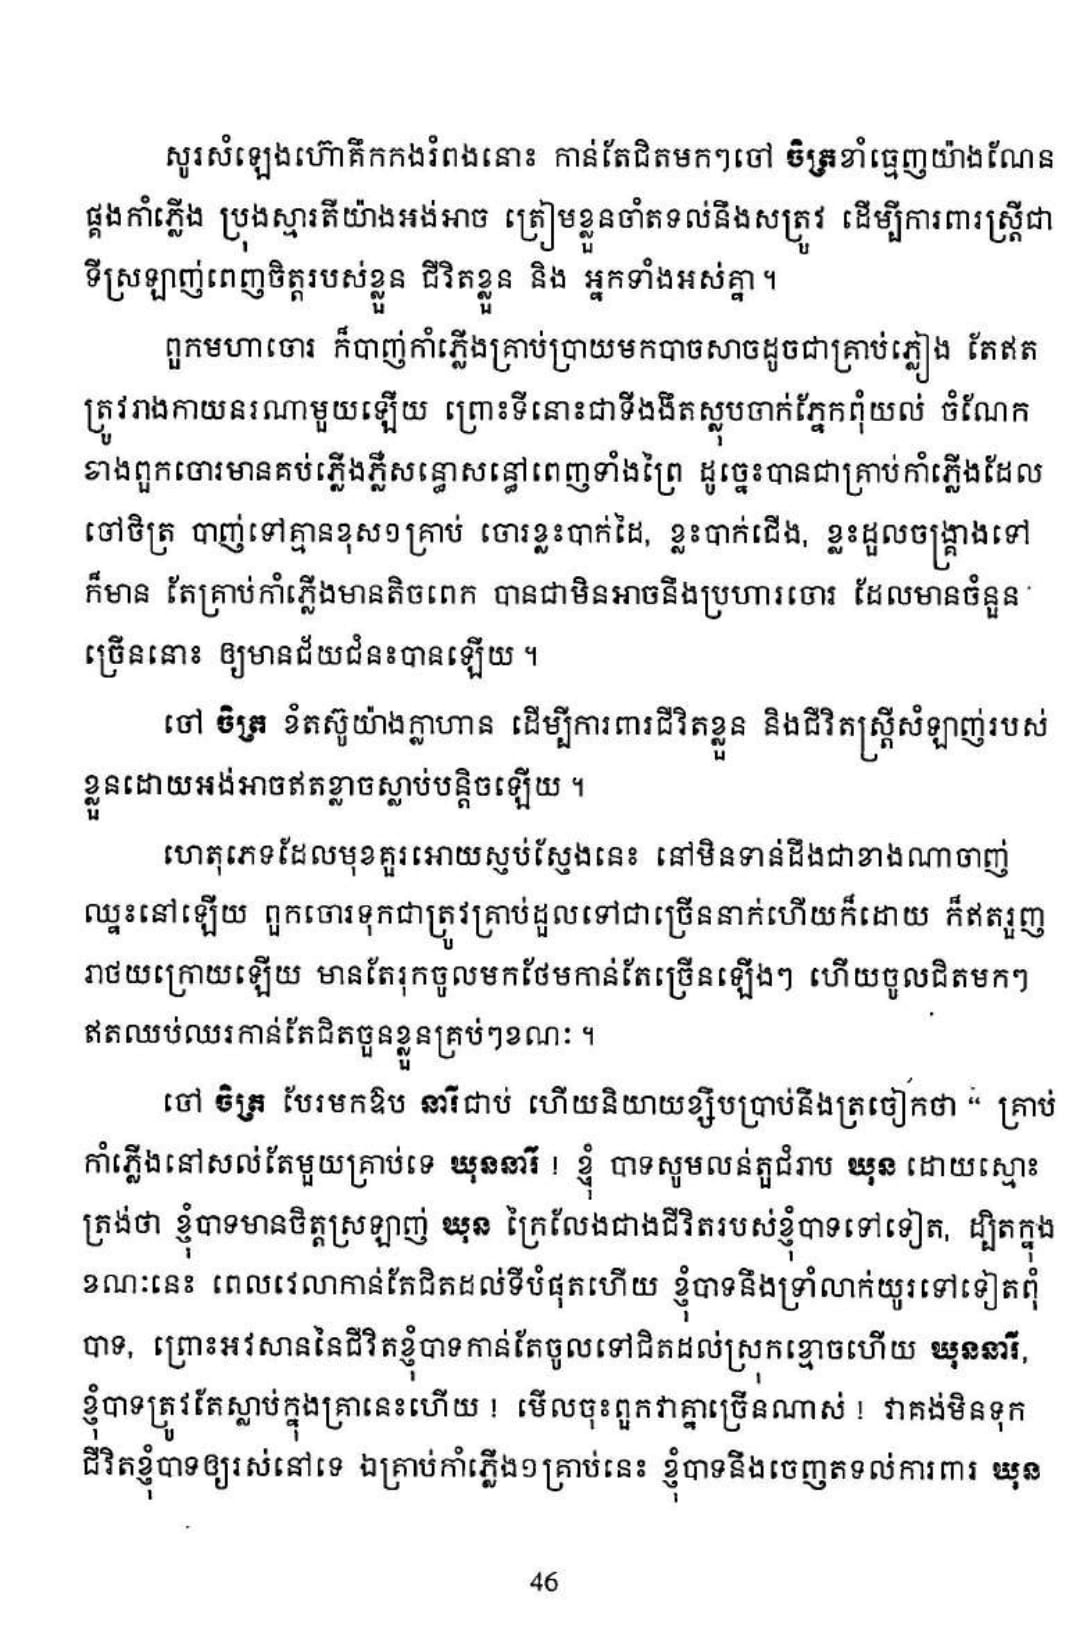 សូរសំឡេងហ៊ោគឹកកងរំពងនោះ កាន់តែជិតមកៗចៅ ចិត្រខាំធ្មេញយ៉ាងណែន
ផ្គងកាំភ្លើង ប្រុងស្មារតីយ៉ាងអង់អាច ត្រៀមខ្លួនចាំតទល់នឹងសត្រូវ ដើម្បីការពារស្ត្រីជា
ទីស្រឡាញ់ពេញចិត្តរបស់ខ្លួន ជីវិតខ្លួន និង អ្នកទាំងអស់គ្នា ។
ពួកមហាចោរ ក៏បាញ់កាំភ្លើងគ្រាប់ប្រាយមកបាចសាចដូចជាគ្រាប់ភ្លៀង តែឥត
ត្រូវរាងកាយនរណាមួយឡើយ ព្រោះទីនោះជាទីងងឹតស្លុបចាក់ភ្នែកពុំយល់ ចំណែក
ខាងពួកចោរមានគប់ភ្លើងភ្លឺសន្ធោសន្ធៅពេញទាំងព្រៃ ដូច្នេះបានជាគ្រាប់កាំភ្លើងដែល
ចៅចិត្រ បាញ់ទៅគ្មានខុស១គ្រាប់ ចោរខ្លះបាក់ដៃ, ខ្លះបាក់ជើង, ខ្លះដួលចង្គ្រាងទៅ
ក៏មាន តែគ្រាប់កាំភ្លើងមានតិចពេក បានជាមិនអាចនឹងប្រហារចោរ ដែលមានចំនួន
ច្រើននោះ ឲ្យមានជ័យជំនះបានឡើយ ។
ចៅ ចិត្រ ខំតស៊ូយ៉ាងក្លាហាន ដើម្បីការពារជីវិតខ្លួន និងជីវិតស្ត្រីសំឡាញ់របស់
ខ្លួនដោយអង់អាចឥតខ្លាចស្លាប់បន្តិចឡើយ ។
ហេតុភេទដែលមុខគួរអោយស្ញប់ស្ញែងនេះ នៅមិនទាន់ដឹងជាខាងណាចាញ់
ឈ្នះនៅឡើយ ពួកចោរទុកជាត្រូវគ្រាប់ដួលទៅជាច្រើននាក់ហើយក៏ដោយ ក៏ឥតរួញ
រាថយក្រោយឡើយ មានតែរុកចូលមកថែមកាន់តែច្រើនឡើងៗ ហើយចូលជិតមកៗ
ឥតឈប់ឈរកាន់តែជិតចួនខ្លួនគ្រប់ៗខណៈ ។
ចៅ ចិត្រ បែរមកឱប នារីជាប់ ហើយនិយាយខ្សឹបប្រាប់នឹងត្រចៀកថា “ គ្រាប់
កាំភ្លើងនៅសល់តែមួយគ្រាប់ទេ ឃុននារី ! ខ្ញុំ បាទសូមលន់តួជំរាប ឃុន ដោយស្មោះ
ត្រង់ថា ខ្ញុំបាទមានចិត្តស្រឡាញ់ ឃុន ក្រៃលែងជាងជីវិតរបស់ខ្ញុំបាទទៅទៀត, ដ្បិតក្នុង
ខណៈនេះ ពេលវេលាកាន់តែជិតដល់ទីបំផុតហើយ ខ្ញុំបាទនឹងទ្រាំលាក់យូរទៅទៀតពុំ
បាទ, ព្រោះអវសាននៃជីវិតខ្ញុំបាទកាន់តែចូលទៅជិតដល់ស្រុកខ្មោចហើយ ឃុននារី,
ខ្ញុំបាទត្រូវតែស្លាប់ក្នុងគ្រានេះហើយ ! មើលចុះពួកវាគ្នាច្រើនណាស់ ! វាគង់មិនទុក
ជីវិតខ្ញុំបាទឲ្យរស់នៅទេ ឯគ្រាប់កាំភ្លើង១គ្រាប់នេះ ខ្ញុំបាទនឹងចេញតទល់ការពារ ឃុន
46